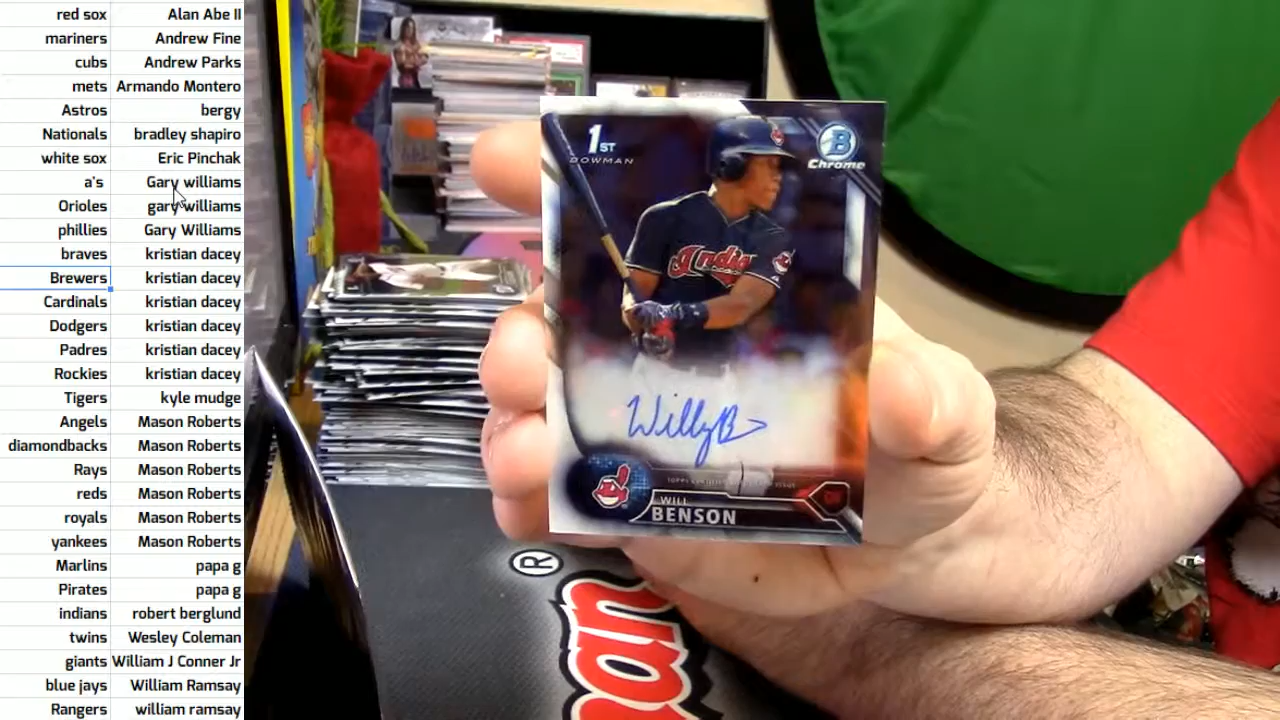 red sox Alan Abe II
mariners Andrew Fine
cubs Andrew Parks
mets Armando Montero
Astros bergy
Nationals bradley shapiro
white sox Eric Pinchak
a's Gary williams
Orioles gary williams
phillies Gary Williams
braves kristian dacey
Brewers kristian dacey
Cardinals kristian dacey
Dodgers kristian dacey
Padres kristian dacey
Rockies kristian dacey
Tigers kyle mudge
Angels Mason Roberts
diamondbacks Mason Roberts
Rays Mason Roberts
reds Mason Roberts
royals Mason Roberts
yankees Mason Roberts
Marlins papa g
Pirates papa g
indians robert berglund
twins Wesley Coleman
giants William J Conner Jr
blue jays William Ramsay
Rangers william ramsay
1ST
BOWMAN
B
Chrome
Indians
WillyB
WILL
BENSON
OF
®